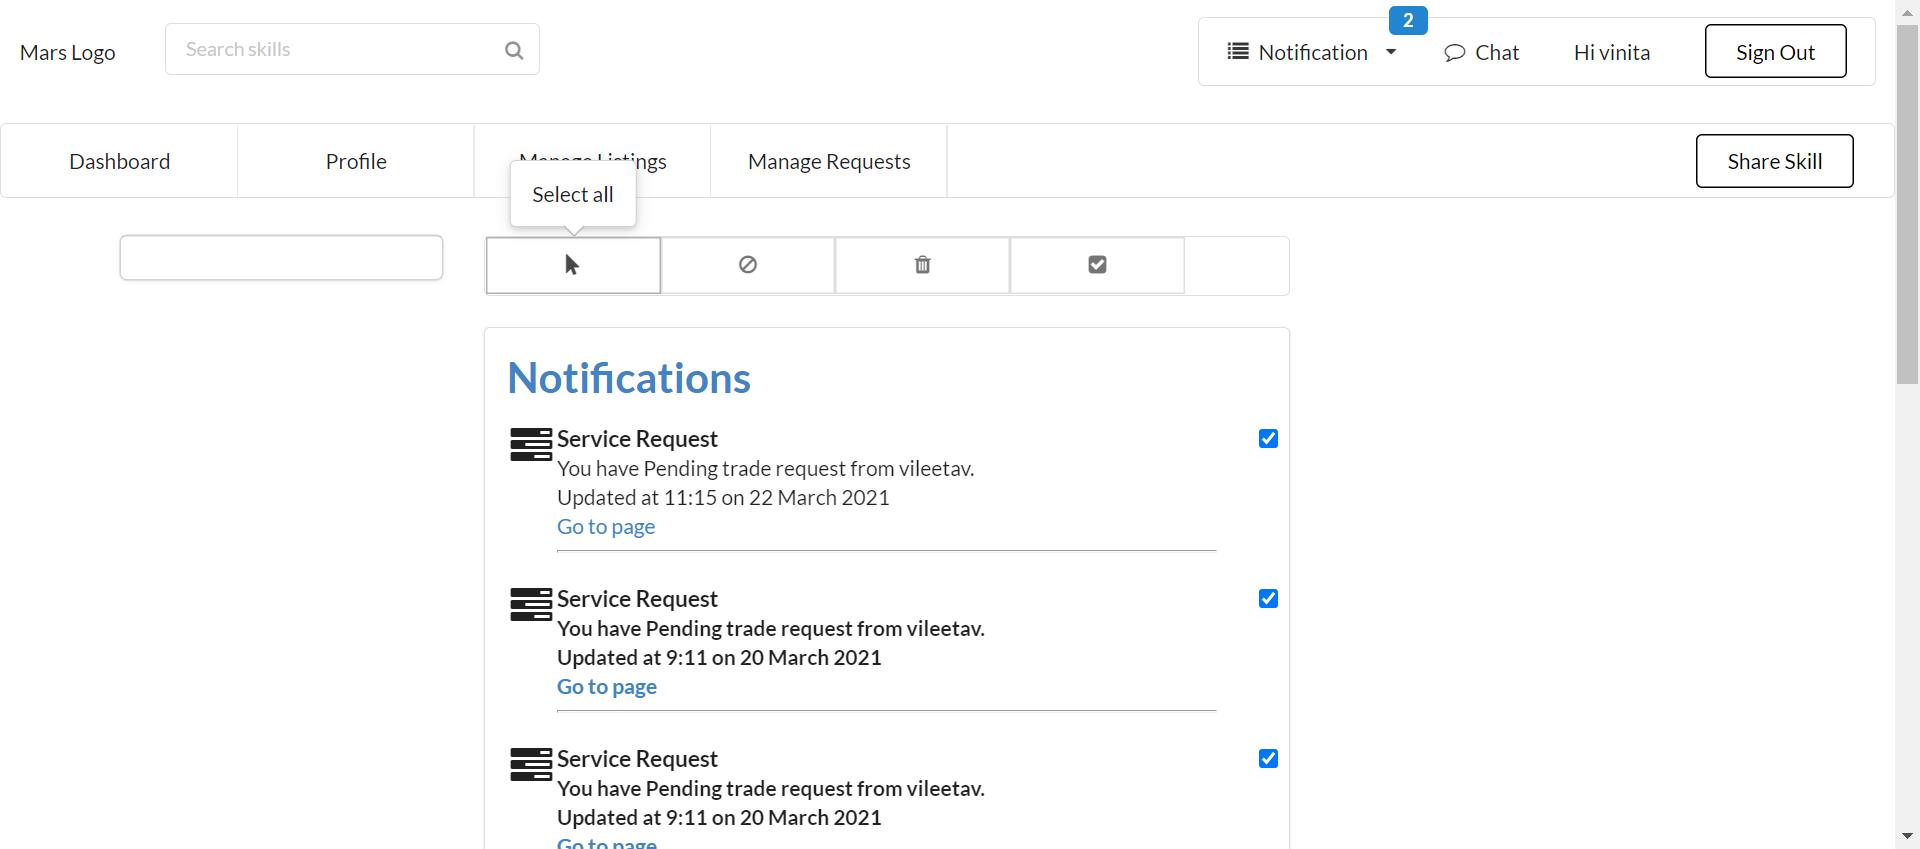 Mars Logo
Search skills
2
Notification
Chat
Hi vinita
Sign Out
Dashboard
Profile
Manage Listings
Manage Requests
Share Skill
Select all
Notifications
Service Request
You have Pending trade request from vileetav.
Updated at 11:15 on 22 March 2021
Go to page
Service Request
You have Pending trade request from vileetav.
Updated at 9:11 on 20 March 2021
Go to page
Service Request
You have Pending trade request from vileetav.
Updated at 9:11 on 20 March 2021
Go to page